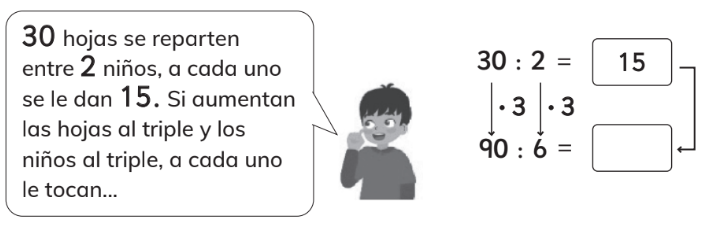 30 hojas se reparten
entre 2 niños, a cada uno
se le dan 15. Si aumentan
las hojas al triple y los
niños al triple, a cada uno
le tocan...
30 : 2 = 15
· 3 · 3
90 : 6 =